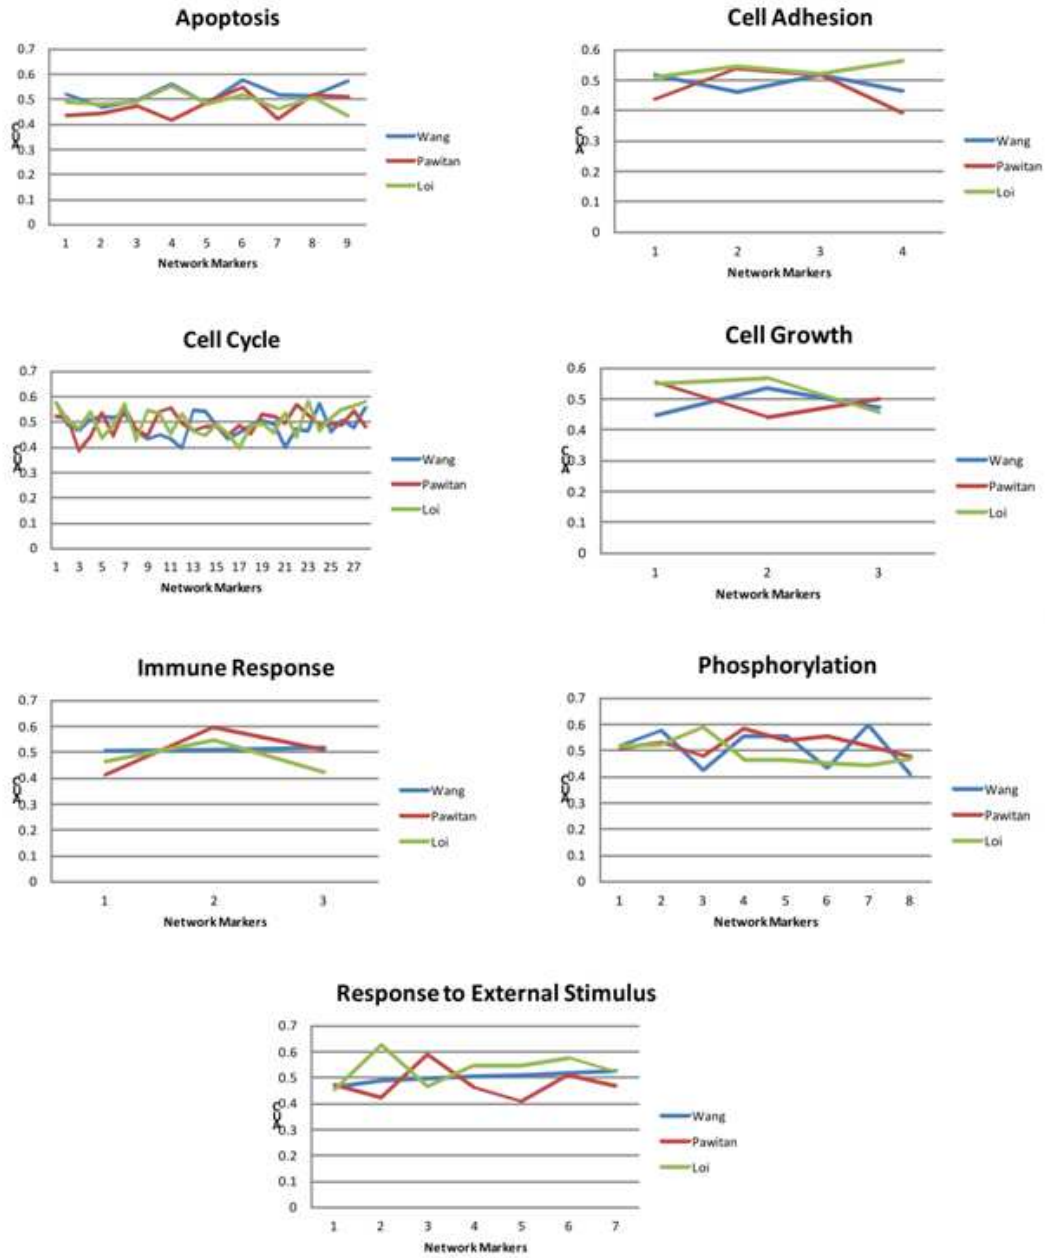 Apoptosis
0.7
0.6
0.5
0.4
0.3
0.2
0.1
0
AUC
1 2 3 4 5 6 7 8 9
Network Markers
Wang
Pawitan
Loi
Cell Adhesion
0.6
0.5
0.4
0.3
0.2
0.1
0
AUC
1 2 3 4
Network Markers
Wang
Pawitan
Loi
Cell Cycle
0.7
0.6
0.5
0.4
0.3
0.2
0.1
0
AUC
1 3 5 7 9 11 13 15 17 19 21 23 25 27
Network Markers
Wang
Pawitan
Loi
Cell Growth
0.6
0.5
0.4
0.3
0.2
0.1
0
AUC
1 2 3
Network Markers
Wang
Pawitan
Loi
Immune Response
0.7
0.6
0.5
0.4
0.3
0.2
0.1
0
AUC
1 2 3
Network Markers
Wang
Pawitan
Loi
Phosphorylation
0.7
0.6
0.5
0.4
0.3
0.2
0.1
0
AUC
1 2 3 4 5 6 7 8
Network Markers
Wang
Pawitan
Loi
Response to External Stimulus
0.7
0.6
0.5
0.4
0.3
0.2
0.1
0
AUC
1 2 3 4 5 6 7
Network Markers
Wang
Pawitan
Loi